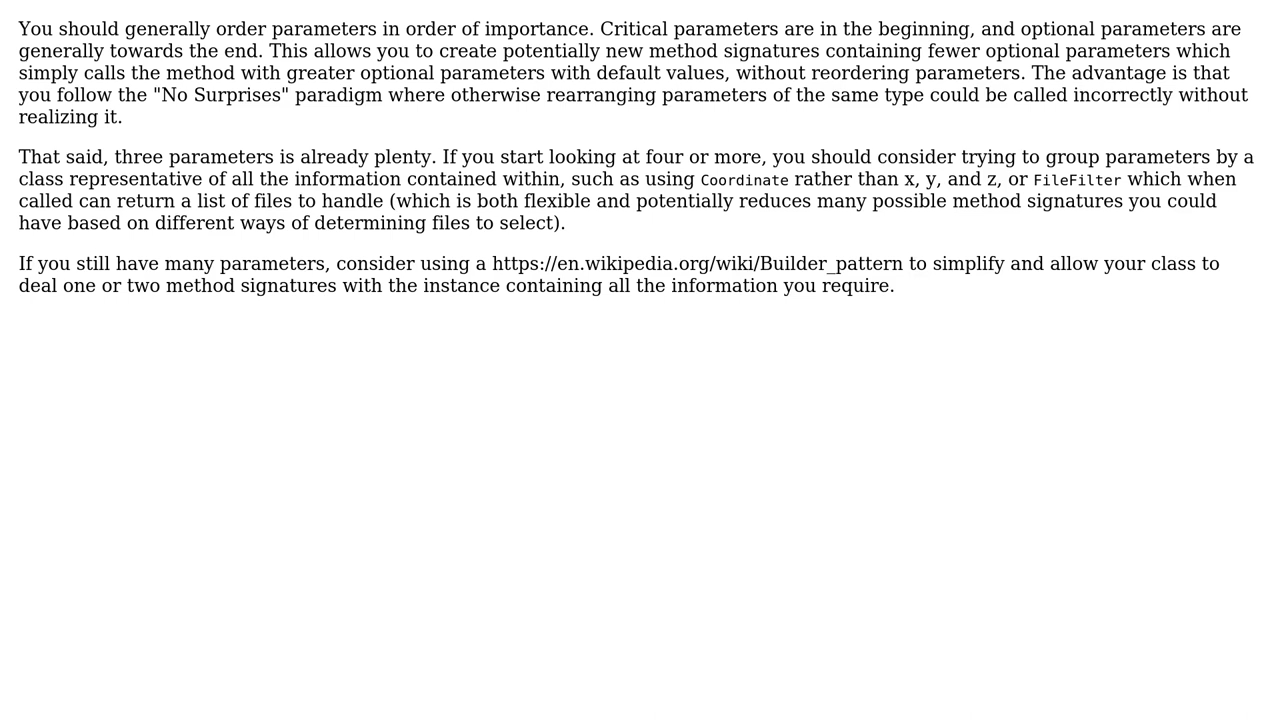 You should generally order parameters in order of importance. Critical parameters are in the beginning, and optional parameters are
generally towards the end. This allows you to create potentially new method signatures containing fewer optional parameters which
simply calls the method with greater optional parameters with default values, without reordering parameters. The advantage is that
you follow the "No Surprises" paradigm where otherwise rearranging parameters of the same type could be called incorrectly without
realizing it.
That said, three parameters is already plenty. If you start looking at four or more, you should consider trying to group parameters by a
class representative of all the information contained within, such as using Coordinate rather than x, y, and z, or FileFilter which when
called can return a list of files to handle (which is both flexible and potentially reduces many possible method signatures you could
have based on different ways of determining files to select).
If you still have many parameters, consider using a https://en.wikipedia.org/wiki/Builder_pattern to simplify and allow your class to
deal one or two method signatures with the instance containing all the information you require.